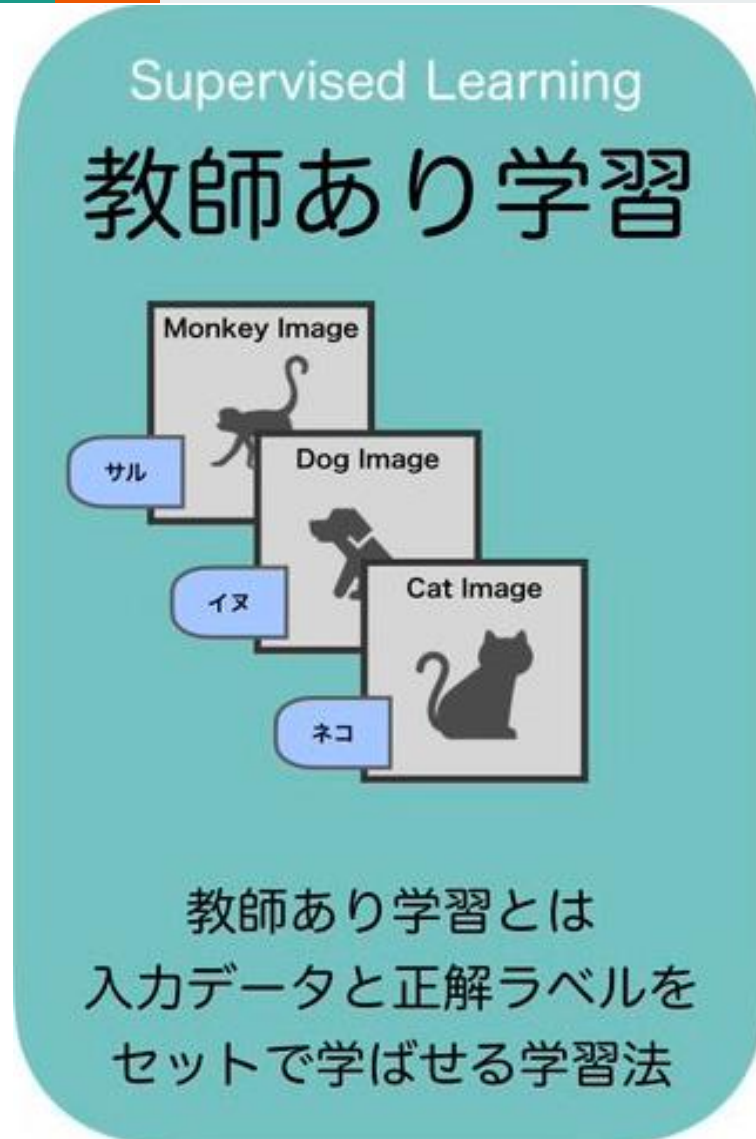 Supervised Learning
教師あり学習
Monkey Image
サル
Dog Image
イヌ
Cat Image
ネコ
教師あり学習とは
入力データと正解ラベルを
セットで学ばせる学習法